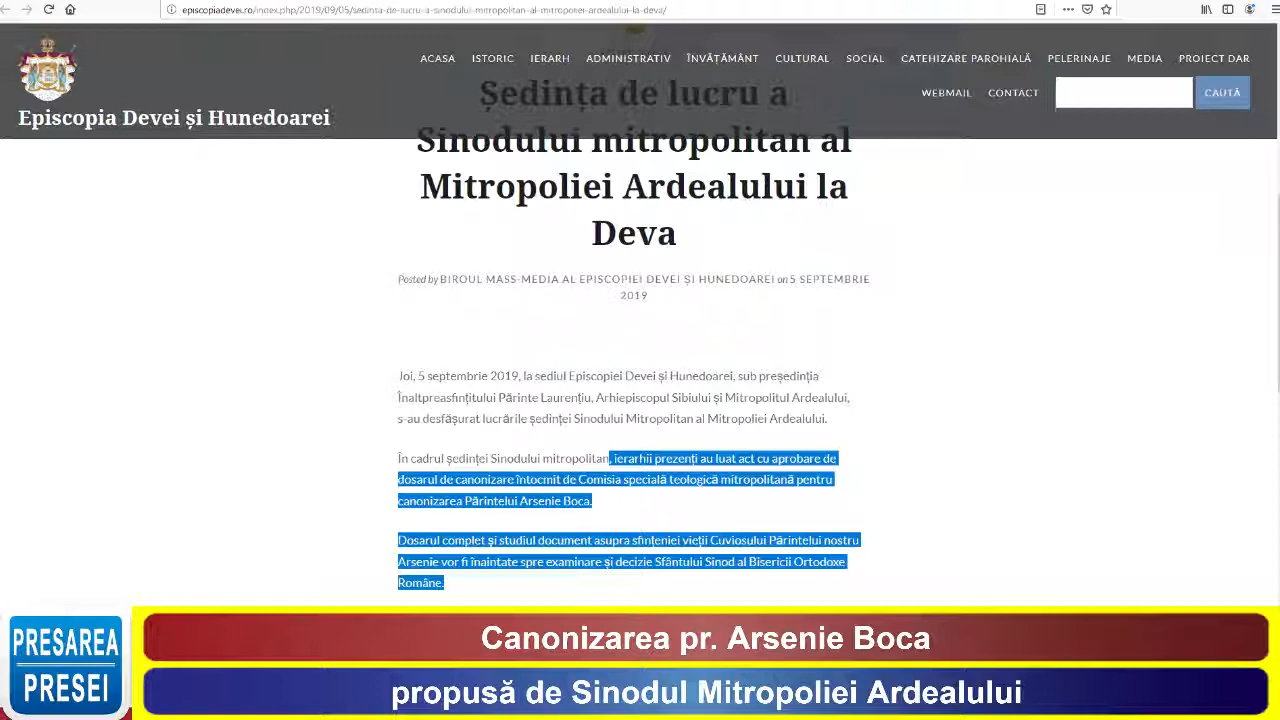 episcopiadevei.ro/index.php/2019/09/05/sedinta-de-lucru-a-sinodului-mitropolitan-al-mitropoliei-ardealului-la-deva/
ACASA ISTORIC IERARH ADMINISTRATIV ÎNVĂȚĂMÂNT CULTURAL SOCIAL CATEHIZARE PAROHIALĂ PELERINAJE MEDIA PROIECT DAR
WEBMAIL CONTACT CAUTĂ
Episcopia Devei și Hunedoarei
Ședința de lucru a
Sinodului mitropolitan al
Mitropoliei Ardealului la
Deva
Posted by BIROUL MASS-MEDIA AL EPISCOPIEI DEVEI ȘI HUNEDOAREI on 5 SEPTEMBRIE
2019
Joi, 5 septembrie 2019, la sediul Episcopiei Devei și Hunedoarei, sub președinția
Înaltpreasfințitului Părinte Laurențiu, Arhiepiscopul Sibiului și Mitropolitul Ardealului,
s-au desfășurat lucrările ședinței Sinodului Mitropolitan al Mitropoliei Ardealului.
În cadrul ședinței Sinodului mitropolitan, ierarhii prezenți au luat act cu aprobare de
dosarul de canonizare întocmit de Comisia specială teologică mitropolitană pentru
canonizarea Părintelui Arsenie Boca.
Dosarul complet și studiul document asupra sfințeniei vieții Cuviosului Părintelui nostru
Arsenie vor fi înaintate spre examinare și decizie Sfântului Sinod al Bisericii Ortodoxe
Române.
PRESAREA
PRESEI
Canonizarea pr. Arsenie Boca
propusă de Sinodul Mitropoliei Ardealului